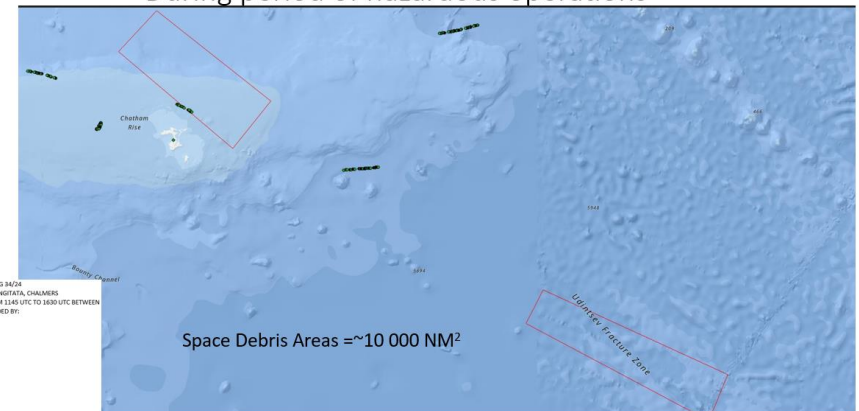 During period of hazardous operations
Chatham
Rise
Bounty Channel
G 34/24
NGITATA, CHALMERS
M 1145 UTC TO 1630 UTC BETWEEN
DED BY:
Space Debris Areas =~10 000 NM²
Udintsev Fracture Zone